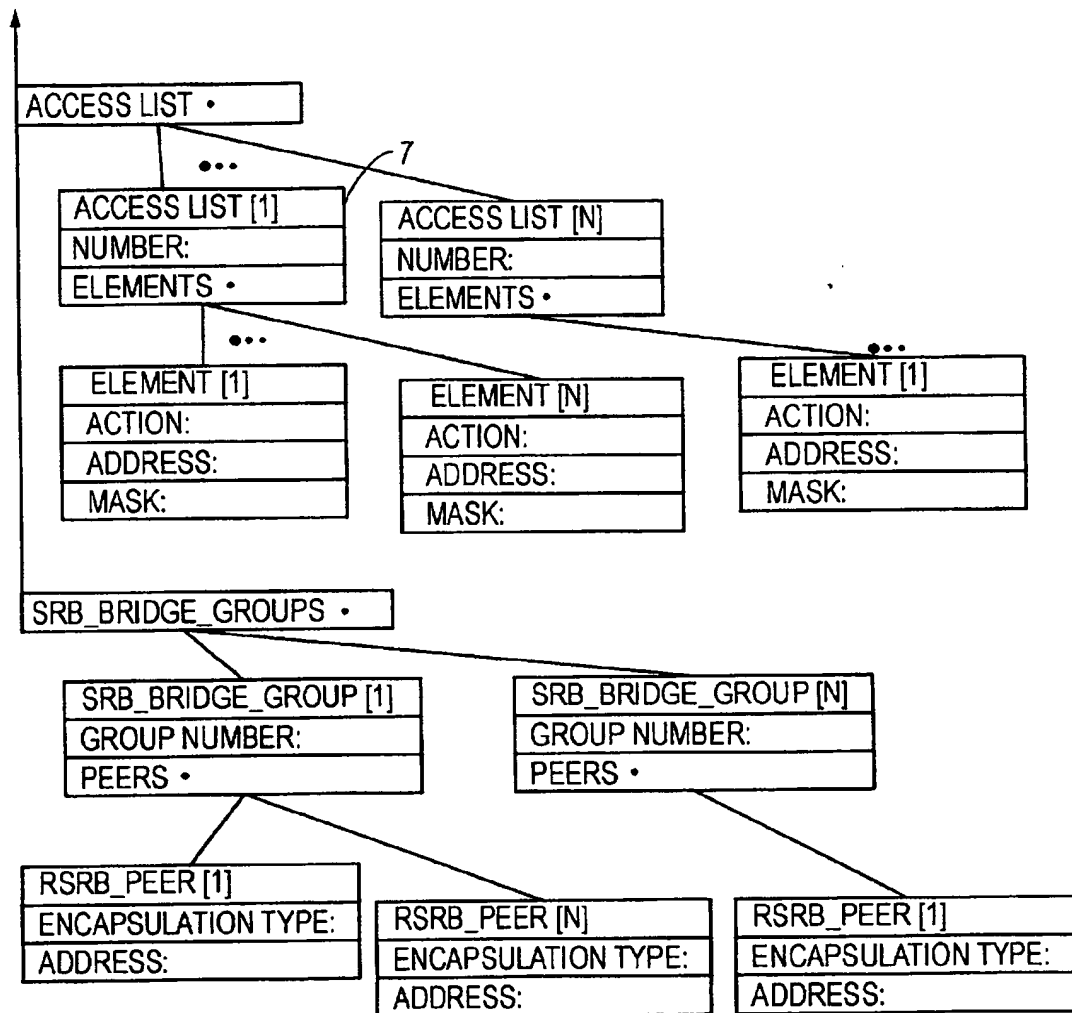 ACCESS LIST •
7
ACCESS LIST [1]
NUMBER:
ELEMENTS •
ACCESS LIST [N]
NUMBER:
ELEMENTS •
ELEMENT [1]
ACTION:
ADDRESS:
MASK:
ELEMENT [N]
ACTION:
ADDRESS:
MASK:
ELEMENT [1]
ACTION:
ADDRESS:
MASK:
SRB_BRIDGE_GROUPS •
SRB_BRIDGE_GROUP [1]
GROUP NUMBER:
PEERS •
SRB_BRIDGE_GROUP [N]
GROUP NUMBER:
PEERS •
RSRB_PEER [1]
ENCAPSULATION TYPE:
ADDRESS:
RSRB_PEER [N]
ENCAPSULATION TYPE:
ADDRESS:
RSRB_PEER [1]
ENCAPSULATION TYPE:
ADDRESS: